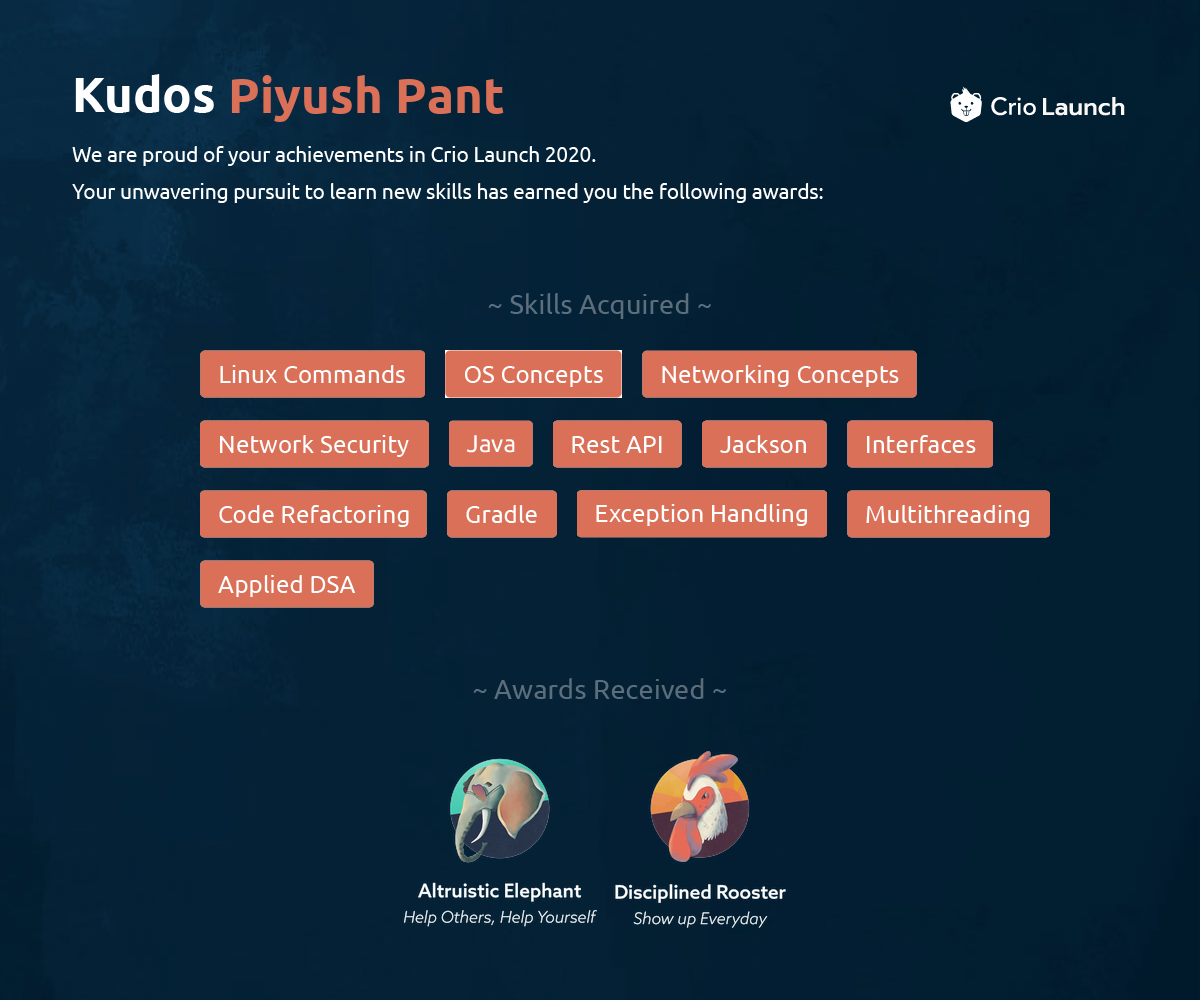 Kudos Piyush Pant
Crio Launch
We are proud of your achievements in Crio Launch 2020.
Your unwavering pursuit to learn new skills has earned you the following awards:
~ Skills Acquired ~
Linux Commands OS Concepts Networking Concepts
Network Security Java Rest API Jackson Interfaces
Code Refactoring Gradle Exception Handling Multithreading
Applied DSA
~ Awards Received ~
Altruistic Elephant Disciplined Rooster
Help Others, Help Yourself Show up Everyday